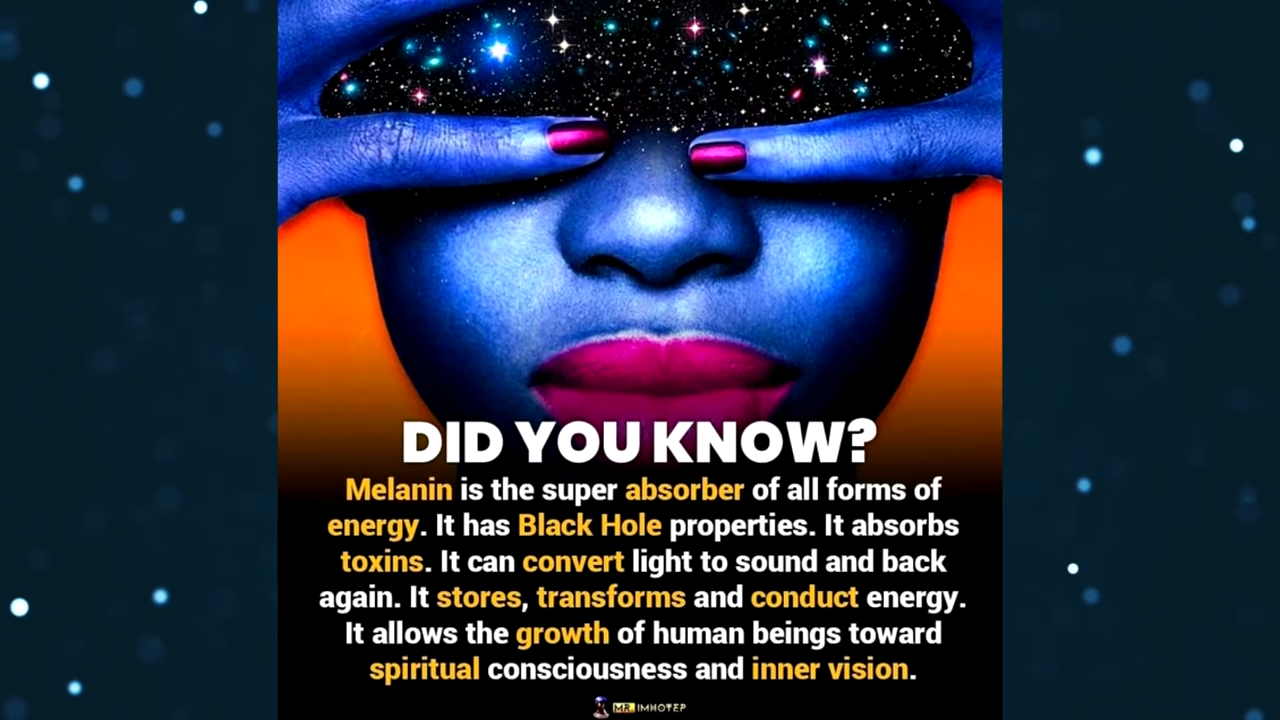 DID YOU KNOW?
Melanin is the super absorber of all forms of
energy. It has Black Hole properties. It absorbs
toxins. It can convert light to sound and back
again. It stores, transforms and conduct energy.
It allows the growth of human beings toward
spiritual consciousness and inner vision.
MR. IMHOTEP